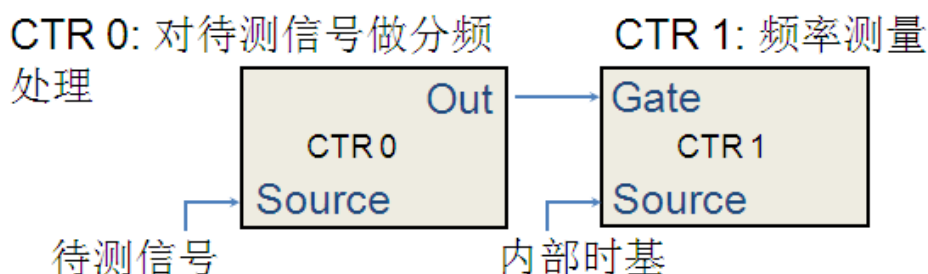 CTR 0: 对待测信号做分频
处理
CTR 1: 频率测量
Out
CTR 0
Source
Gate
CTR 1
Source
待测信号
内部时基